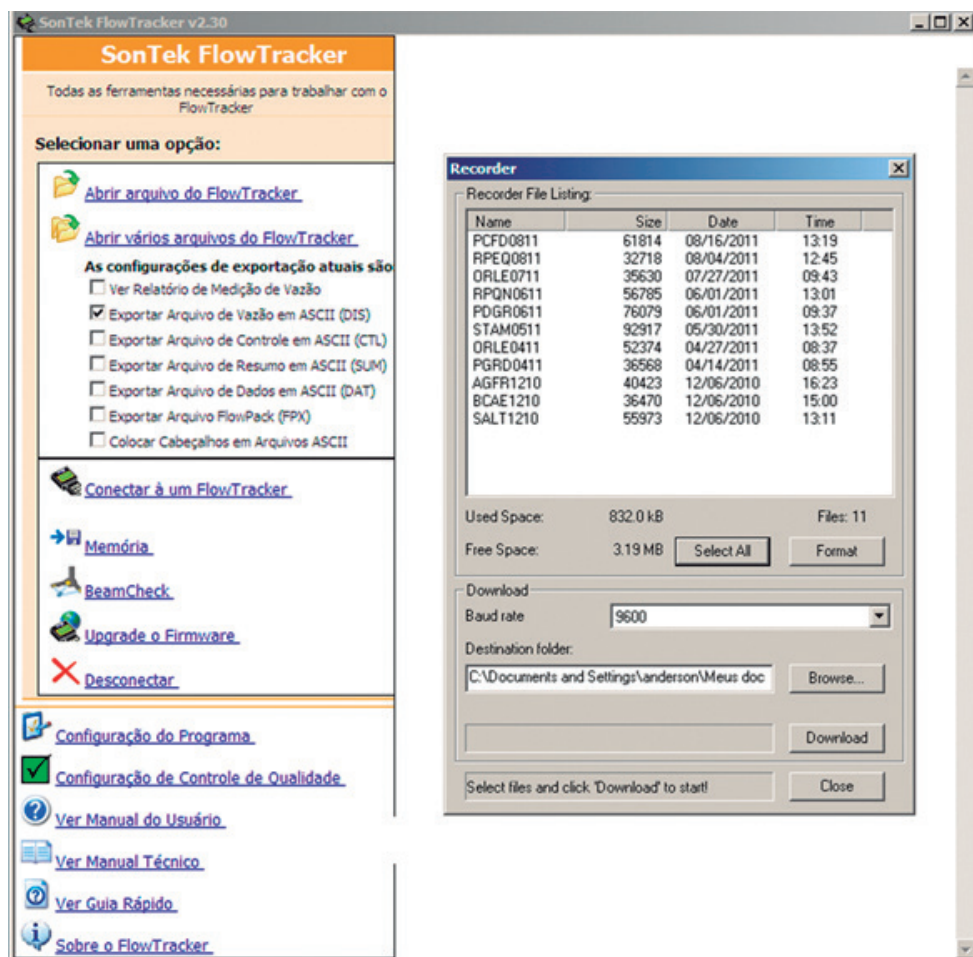 SonTek FlowTracker v2.30
SonTek FlowTracker
Todas as ferramentas necessárias para trabalhar com o
FlowTracker
Selecionar uma opção:
Abrir arquivo do FlowTracker
Abrir vários arquivos do FlowTracker
As configurações de exportação atuais são
Ver Relatório de Medição de Vazão
Exportar Arquivo de Vazão em ASCII (DIS)
Exportar Arquivo de Controle em ASCII (CTL)
Exportar Arquivo de Resumo em ASCII (SUM)
Exportar Arquivo de Dados em ASCII (DAT)
Exportar Arquivo FlowPack (FPX)
Colocar Cabeçalhos em Arquivos ASCII
Conectar à um FlowTracker
Memória
BeamCheck
Upgrade o Firmware
Desconectar
Configuração do Programa
Configuração de Controle de Qualidade
Ver Manual do Usuário
Ver Manual Técnico
Ver Guia Rápido
Sobre o FlowTracker
Recorder
Recorder File Listing:
Name Size Date Time
PCFD0811 61814 08/16/2011 13:19
RPEQ0811 32718 08/04/2011 12:45
ORLE0711 35630 07/27/2011 09:43
RPQN0611 56785 06/01/2011 13:01
PDGR0611 76079 06/01/2011 09:37
STAM0511 92917 05/30/2011 13:52
ORLE0411 52374 04/27/2011 08:37
PGRD0411 36568 04/14/2011 08:55
AGFR1210 40423 12/06/2010 16:23
BCAE1210 36470 12/06/2010 15:00
SALT1210 55973 12/06/2010 13:11
Used Space: 832.0 kB Files: 11
Free Space: 3.19 MB Select All Format
Download
Baud rate 9600
Destination folder:
C:\Documents and Settings\anderson\Meus doc Browse...
Download
Select files and click 'Download' to start! Close